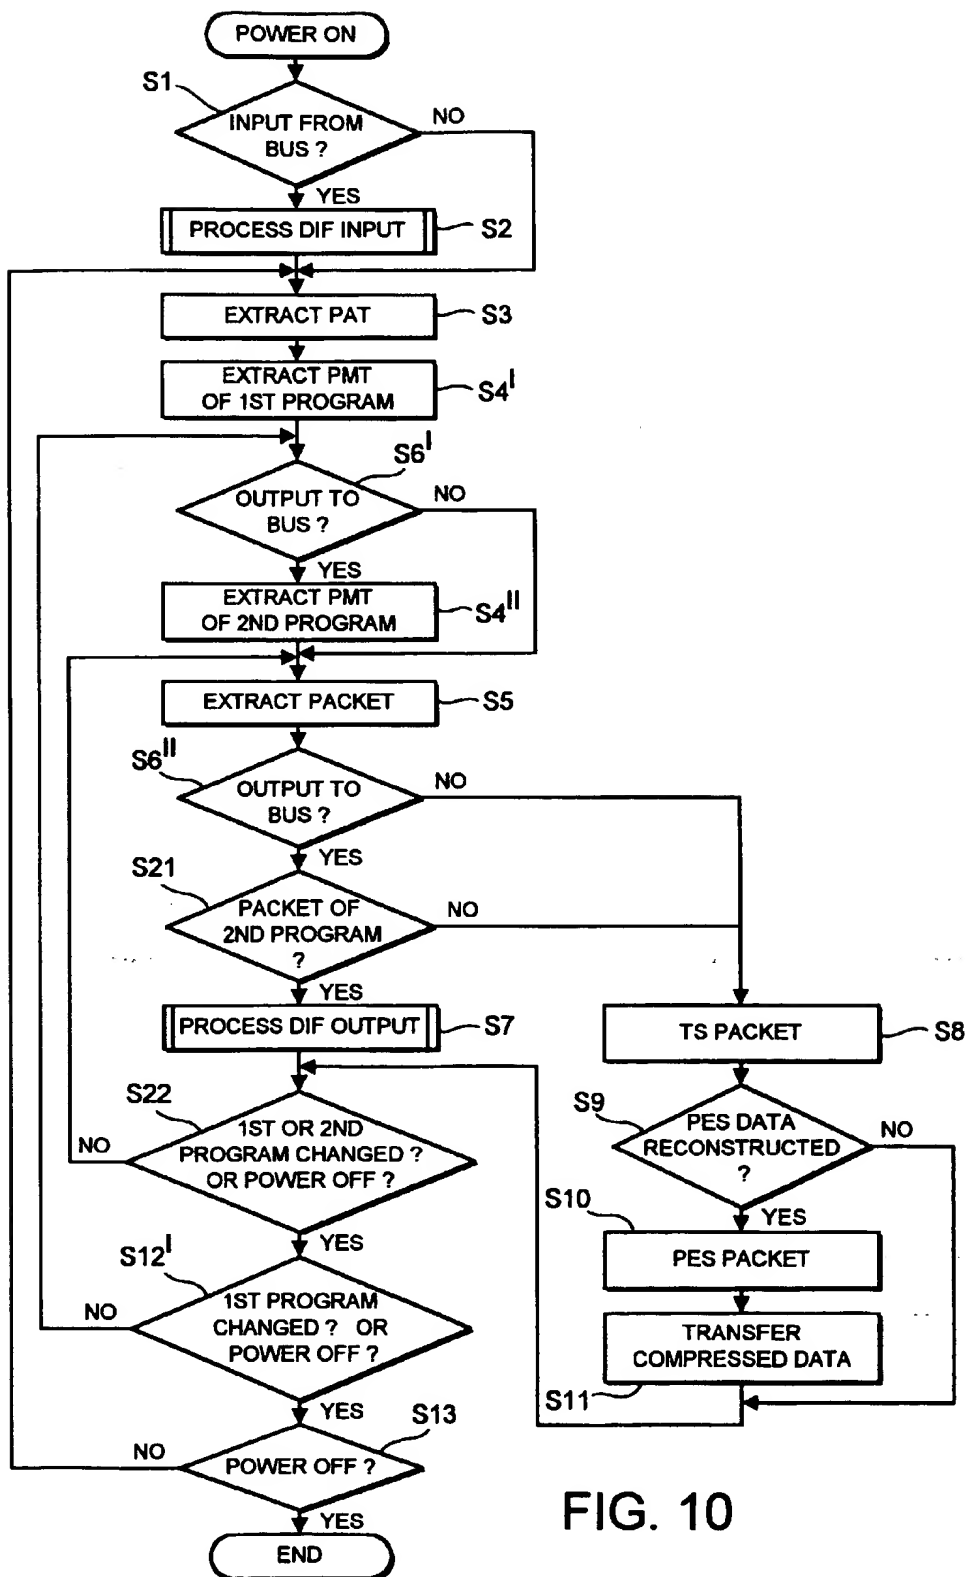 POWER ON
S1
INPUT FROM
BUS ?
NO
YES
PROCESS DIF INPUT
S2
EXTRACT PAT
S3
EXTRACT PMT
OF 1ST PROGRAM
S4I
S6I
OUTPUT TO
BUS ?
NO
YES
EXTRACT PMT
OF 2ND PROGRAM
S4II
EXTRACT PACKET
S5
S6II
OUTPUT TO
BUS ?
NO
YES
S21
PACKET OF
2ND PROGRAM
?
NO
YES
PROCESS DIF OUTPUT
S7
TS PACKET
S8
S9
PES DATA
RECONSTRUCTED
?
NO
YES
S10
PES PACKET
TRANSFER
COMPRESSED DATA
S11
S22
1ST OR 2ND
PROGRAM CHANGED ?
OR POWER OFF ?
NO
YES
S12I
1ST PROGRAM
CHANGED ? OR
POWER OFF ?
NO
YES
S13
POWER OFF ?
NO
YES
END
FIG. 10